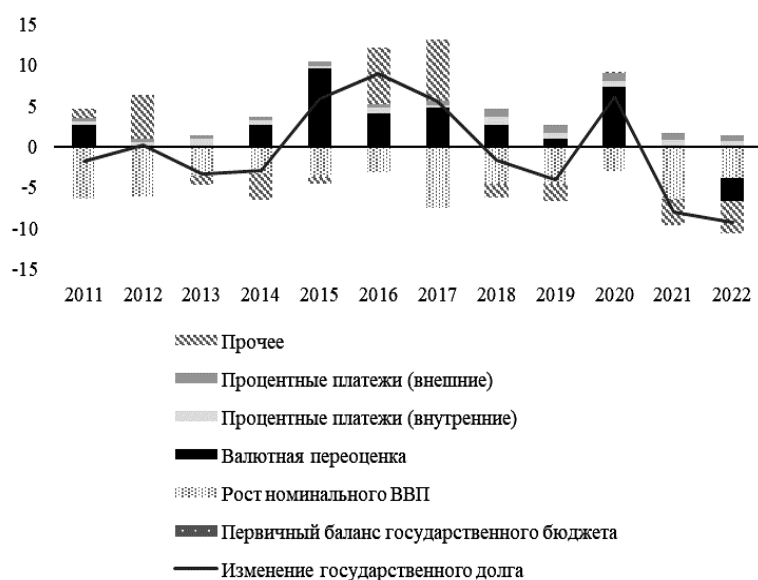 15
10
5
0
-5
-10
-15
2011 2012 2013 2014 2015 2016 2017 2018 2019 2020 2021 2022
Прочее
Процентные платежи (внешние)
Процентные платежи (внутренние)
Валютная переоценка
Рост номинального ВВП
Первичный баланс государственного бюджета
Изменение государственного долга